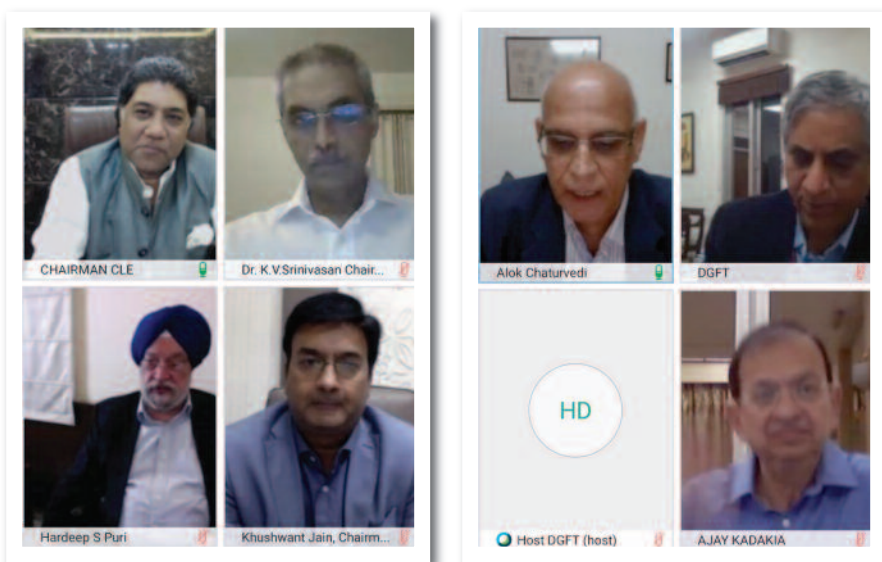 CHAIRMAN CLE
Dr. K.V.Srinivasan Chair...
Alok Chaturvedi
DGFT
HD
Hardeep S Puri
Khushwant Jain, Chairm...
Host DGFT (host)
AJAY KADAKIA